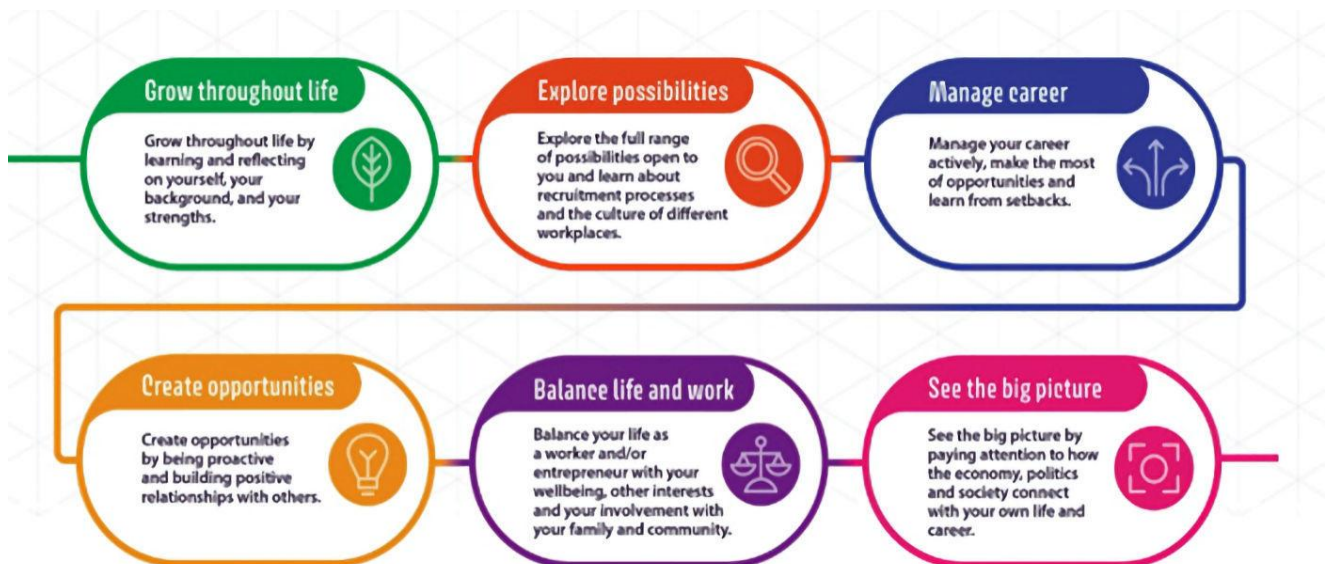 Grow throughout life
Grow throughout life by
learning and reflecting
on yourself, your
background, and your
strengths.
Explore possibilities
Explore the full range
of possibilities open to
you and learn about
recruitment processes
and the culture of different
workplaces.
Manage career
Manage your career
actively, make the most
of opportunities and
learn from setbacks.
Create opportunities
Create opportunities
by being proactive
and building positive
relationships with others.
Balance life and work
Balance your life as
a worker and/or
entrepreneur with your
wellbeing, other interests
and your involvement with
your family and community.
See the big picture
See the big picture by
paying attention to how
the economy, politics
and society connect
with your own life and
career.